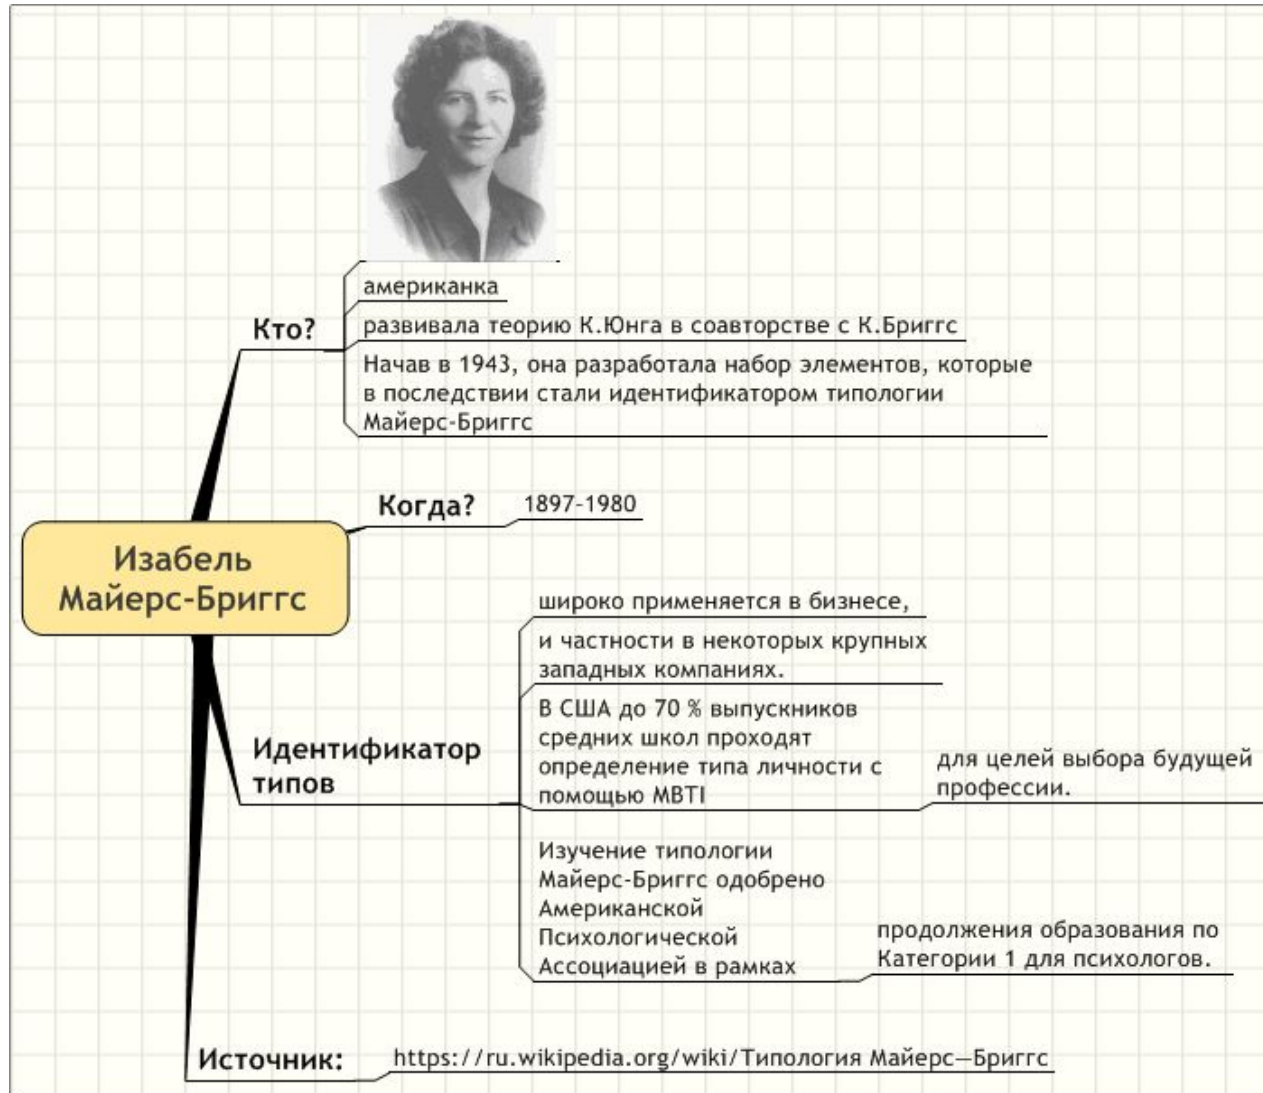 американка
Кто?
развивала теорию К.Юнга в соавторстве с К.Бриггс
Начав в 1943, она разработала набор элементов, которые
в последствии стали идентификатором типологии
Майерс-Бриггс
Когда?
1897-1980
Изабель
Майерс-Бриггс
широко применяется в бизнесе,
и частности в некоторых крупных
западных компаниях.
Идентификатор
типов
В США до 70 % выпускников
средних школ проходят
определение типа личности с
помощью MBTI
для целей выбора будущей
профессии.
Изучение типологии
Майерс-Бриггс одобрено
Американской
Психологической
Ассоциацией в рамках
продолжения образования по
Категории 1 для психологов.
Источник:
https://ru.wikipedia.org/wiki/Типология Майерс—Бриггс